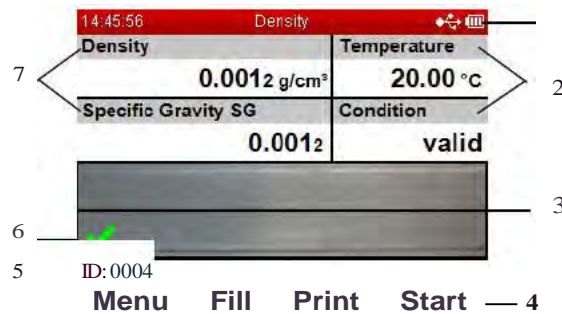 14:45:56 Density
Density Temperature
7 0.0012 g/cm³ 20.00 °C 2
Specific Gravity SG Condition
0.0012 valid
3
6
5 ID: 0004
Menu Fill Print Start 4